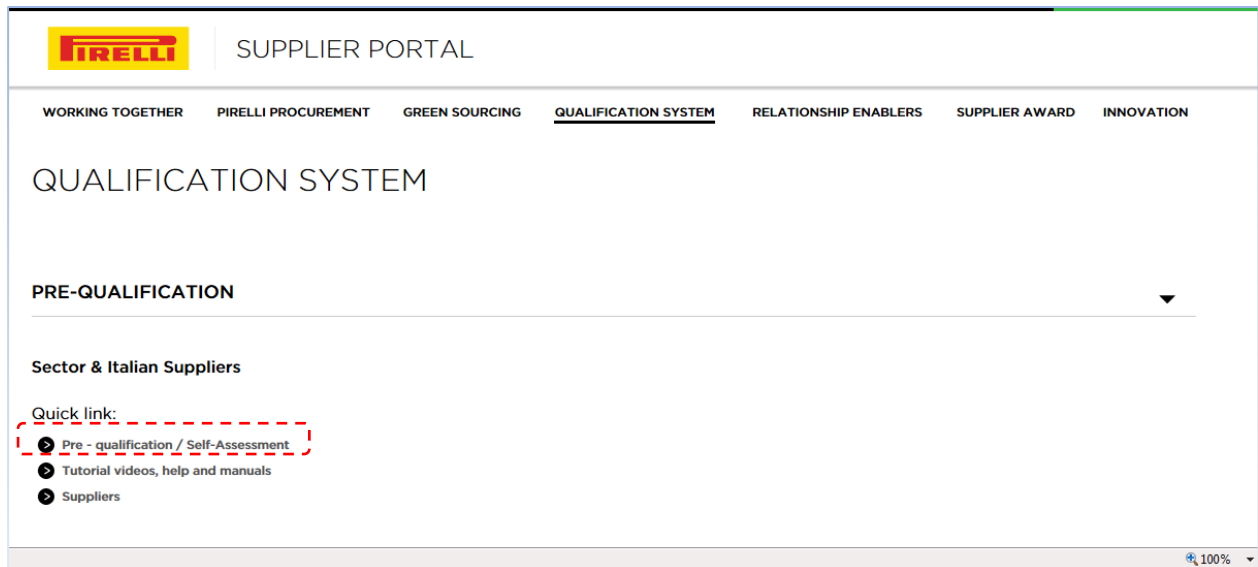 PIRELLI SUPPLIER PORTAL
WORKING TOGETHER PIRELLI PROCUREMENT GREEN SOURCING QUALIFICATION SYSTEM RELATIONSHIP ENABLERS SUPPLIER AWARD INNOVATION
QUALIFICATION SYSTEM
PRE-QUALIFICATION
Sector & Italian Suppliers
Quick link:
Pre - qualification / Self-Assessment
Tutorial videos, help and manuals
Suppliers
100%